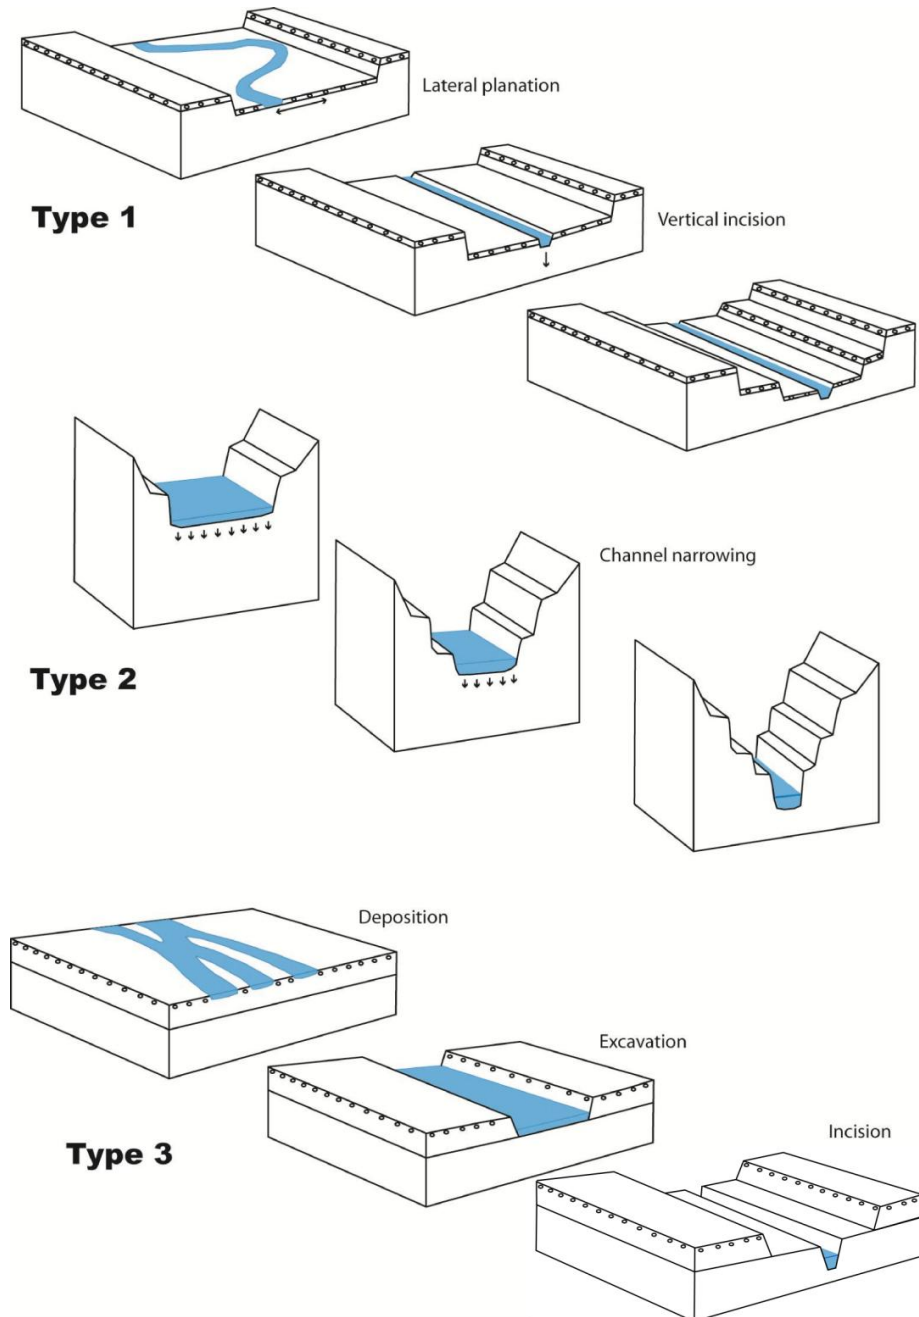 Lateral planation
Type 1
Vertical incision
Channel narrowing
Type 2
Deposition
Excavation
Type 3
Incision